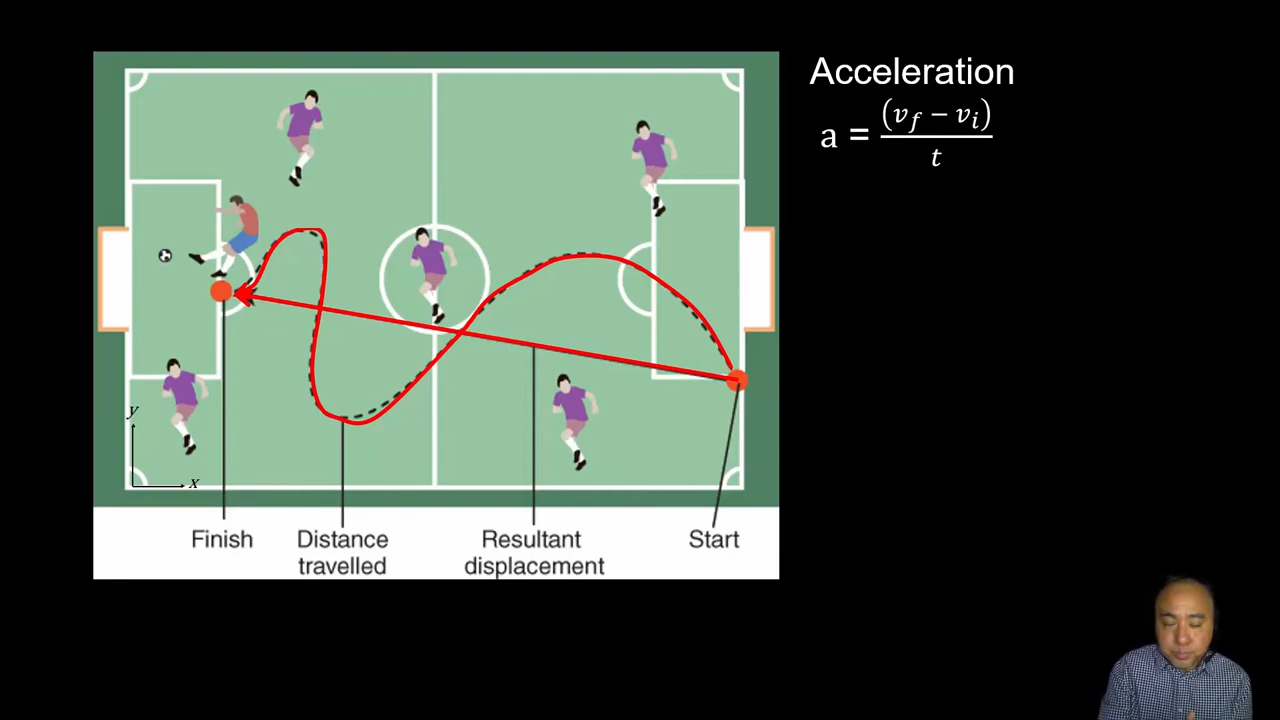 Acceleration
a = (v_f − v_i) / t
y
x
Finish
Distance travelled
Resultant displacement
Start